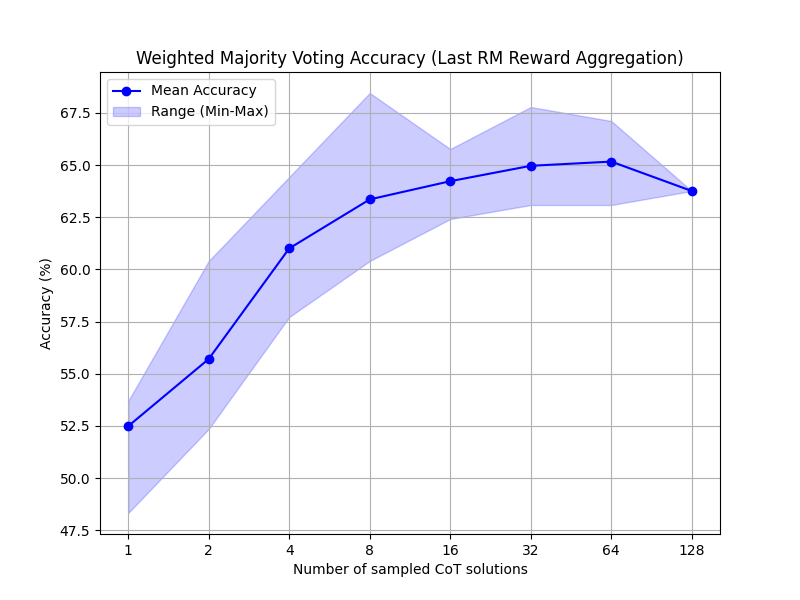 Weighted Majority Voting Accuracy (Last RM Reward Aggregation)
Mean Accuracy
Range (Min-Max)
Accuracy (%)
67.5
65.0
62.5
60.0
57.5
55.0
52.5
50.0
47.5
1 2 4 8 16 32 64 128
Number of sampled CoT solutions